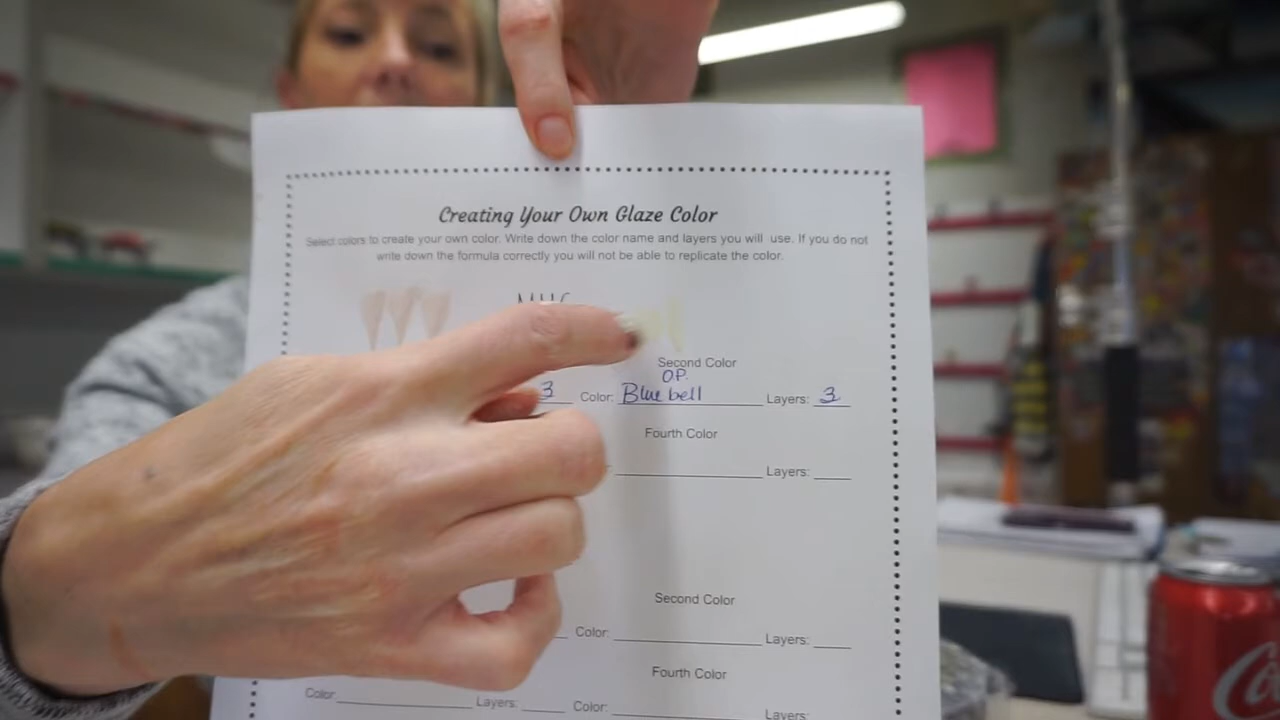 Creating Your Own Glaze Color
Select colors to create your own color. Write down the color name and layers you will use. If you do not
write down the formula correctly you will not be able to replicate the color.
Second Color
O.P.
3 Color: Blue bell Layers: 3
Fourth Color
Layers:
Second Color
Color: Layers:
Fourth Color
Color: Layers: Color: Layers: